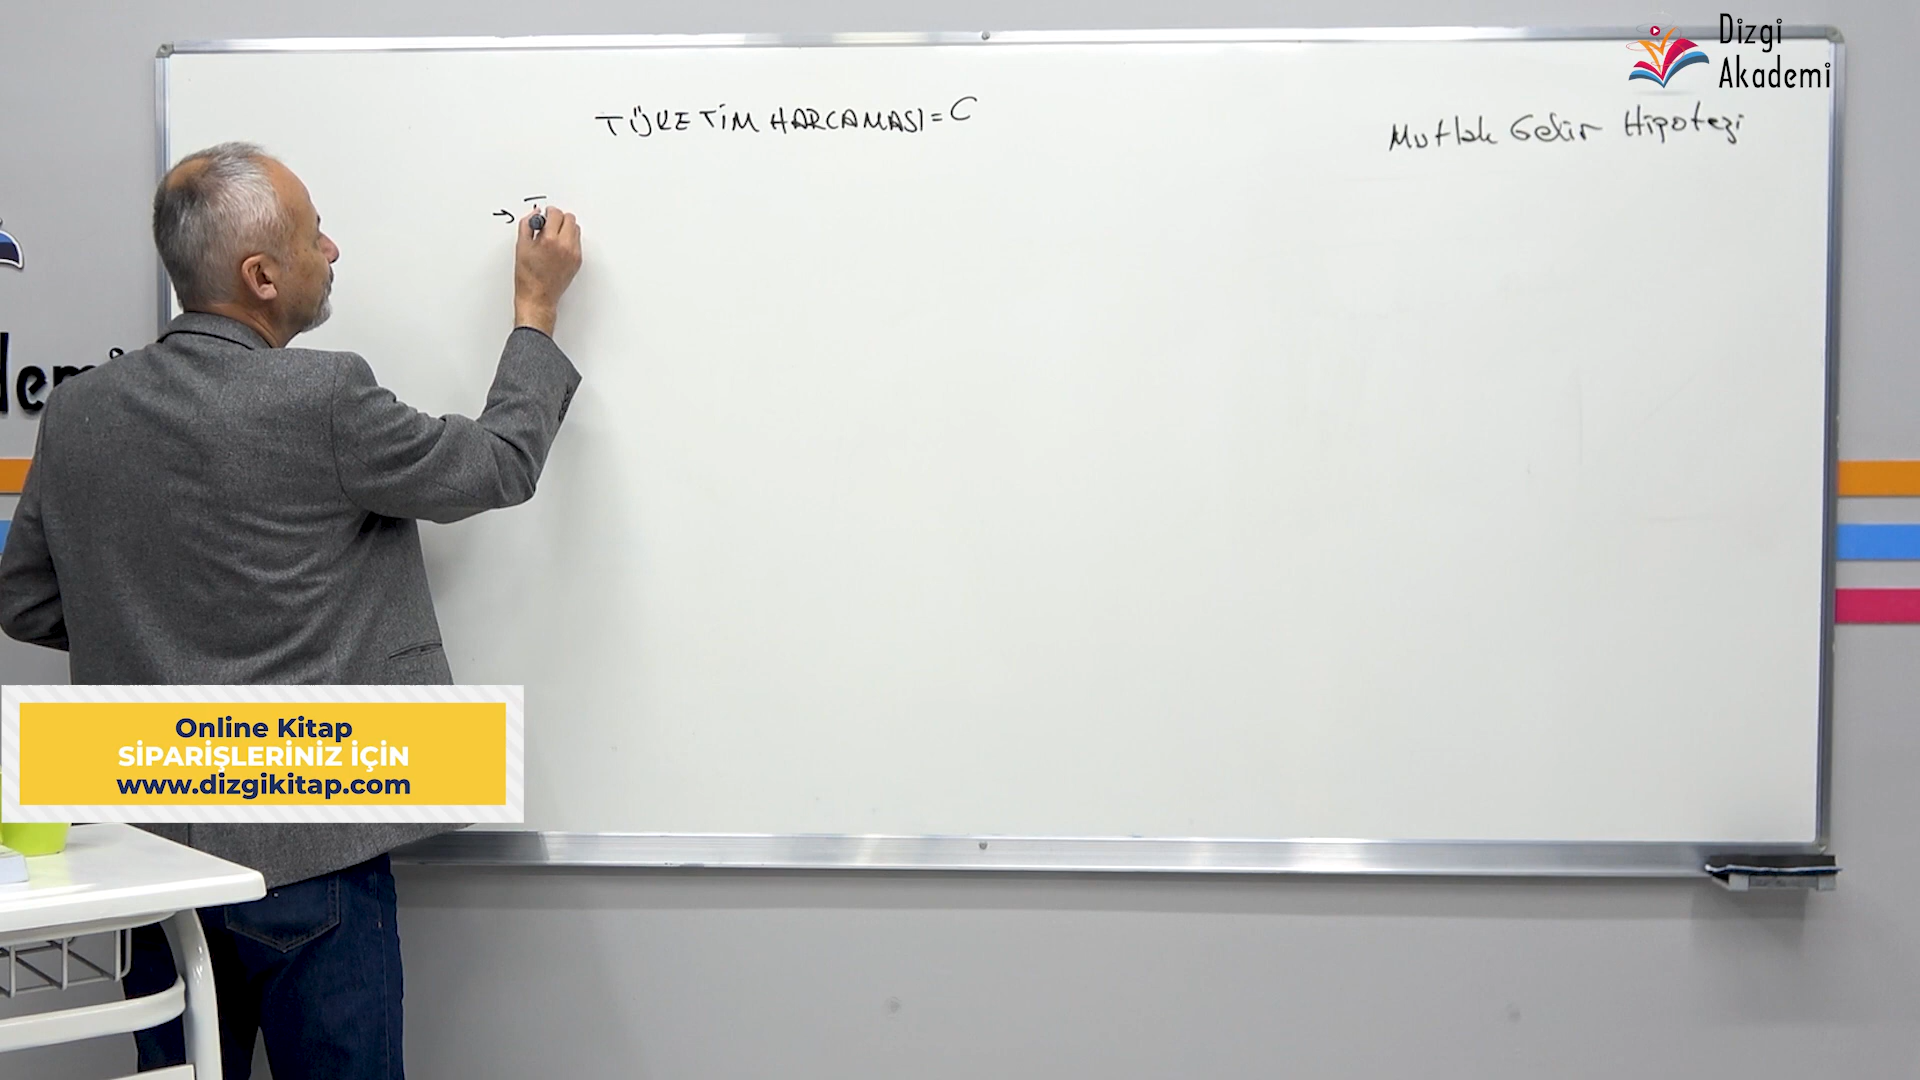 Dizgi
Akademi
TÜKETİM HARCAMASI = C
Mutlak Gelir Hipotezi
→ T
Online Kitap
SİPARİŞLERİNİZ İÇİN
www.dizgikitap.com